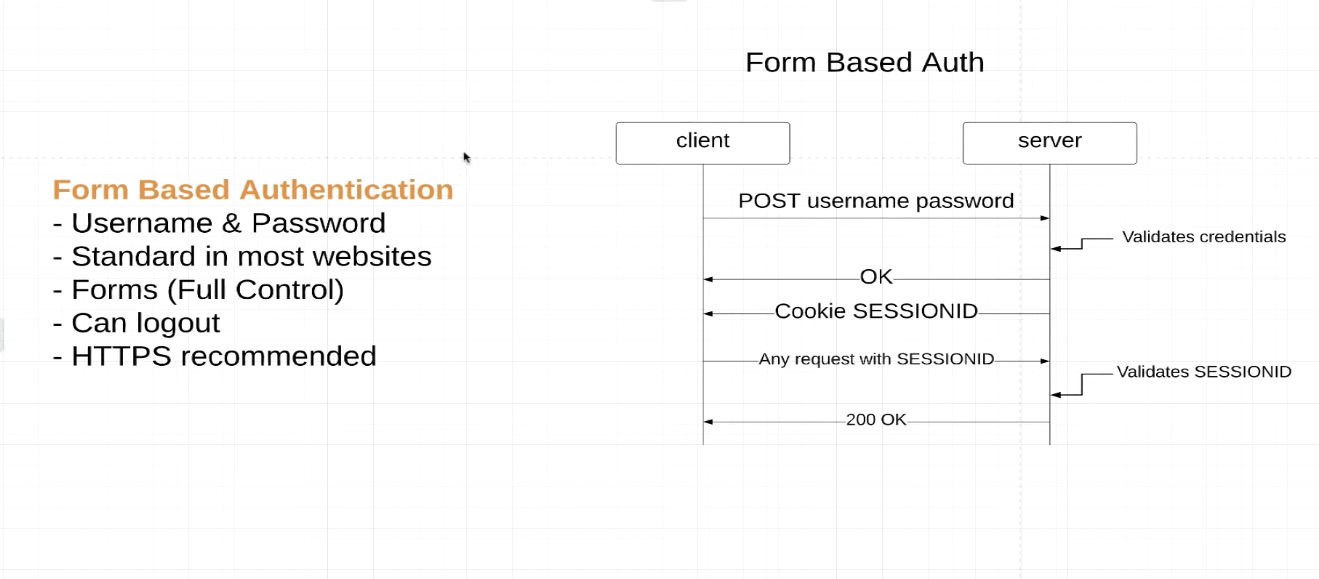 Form Based Auth
client
server
Form Based Authentication
- Username & Password
- Standard in most websites
- Forms (Full Control)
- Can logout
- HTTPS recommended
POST username password
Validates credentials
OK
Cookie SESSIONID
Any request with SESSIONID
Validates SESSIONID
200 OK